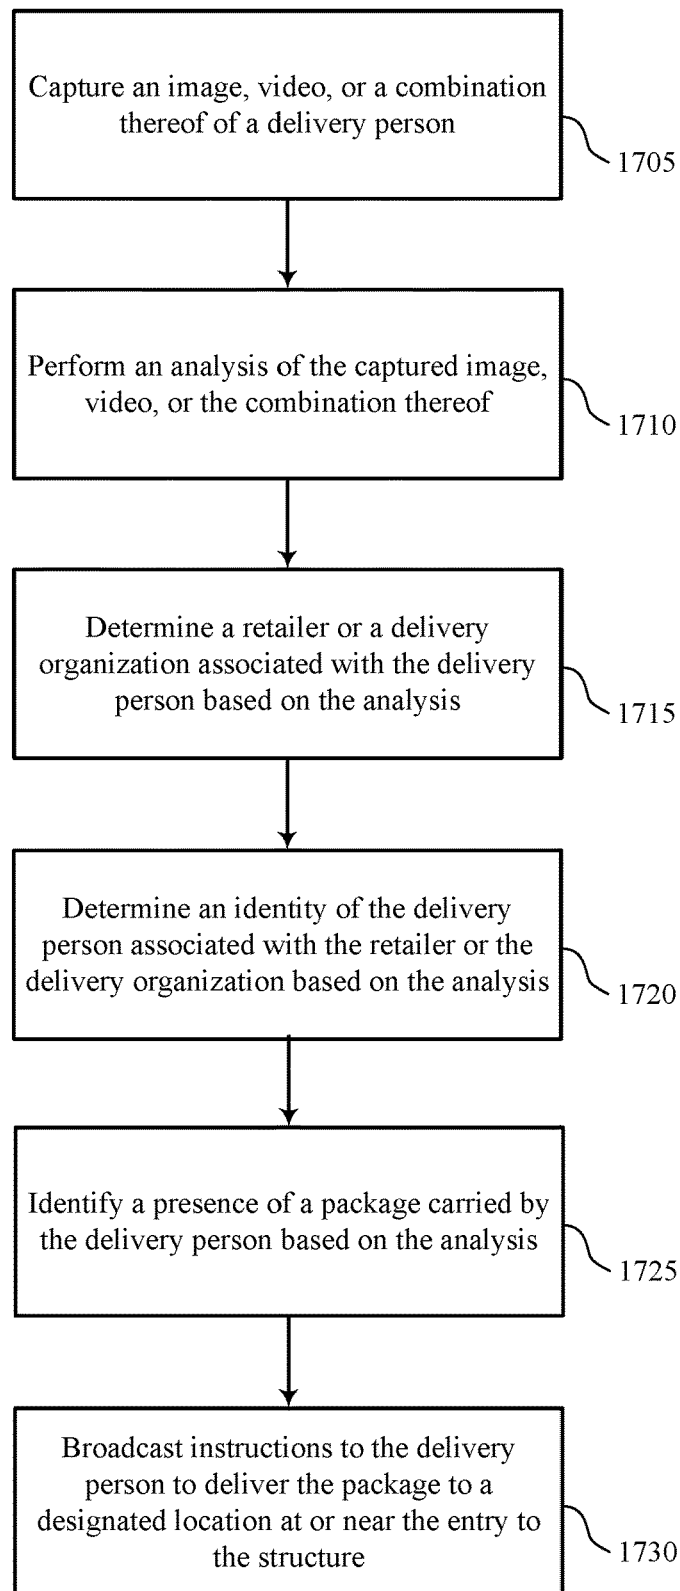 Capture an image, video, or a combination
thereof of a delivery person
1705
Perform an analysis of the captured image,
video, or the combination thereof
1710
Determine a retailer or a delivery
organization associated with the delivery
person based on the analysis
1715
Determine an identity of the delivery
person associated with the retailer or the
delivery organization based on the analysis
1720
Identify a presence of a package carried by
the delivery person based on the analysis
1725
Broadcast instructions to the delivery
person to deliver the package to a
designated location at or near the entry to
the structure
1730